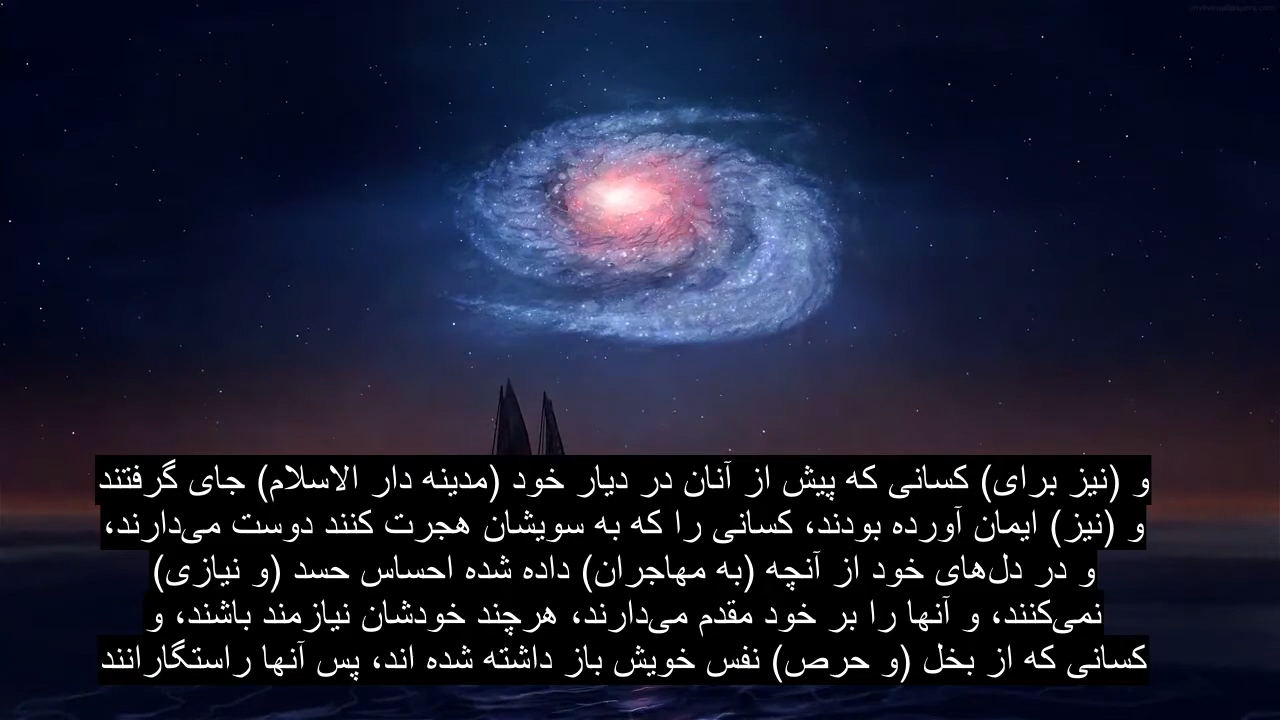 و (نیز برای) کسانی که پیش از آنان در دیار خود (مدینه دار الاسلام) جای گرفتند
و (نیز) ایمان آورده بودند، کسانی را که به سویشان هجرت کنند دوست می‌دارند،
و در دل‌های خود از آنچه (به مهاجران) داده شده احساس حسد (و نیازی)
نمی‌کنند، و آنها را بر خود مقدم می‌دارند، هرچند خودشان نیازمند باشند، و
کسانی که از بخل (و حرص) نفس خویش باز داشته شده اند، پس آنها راستگارانند